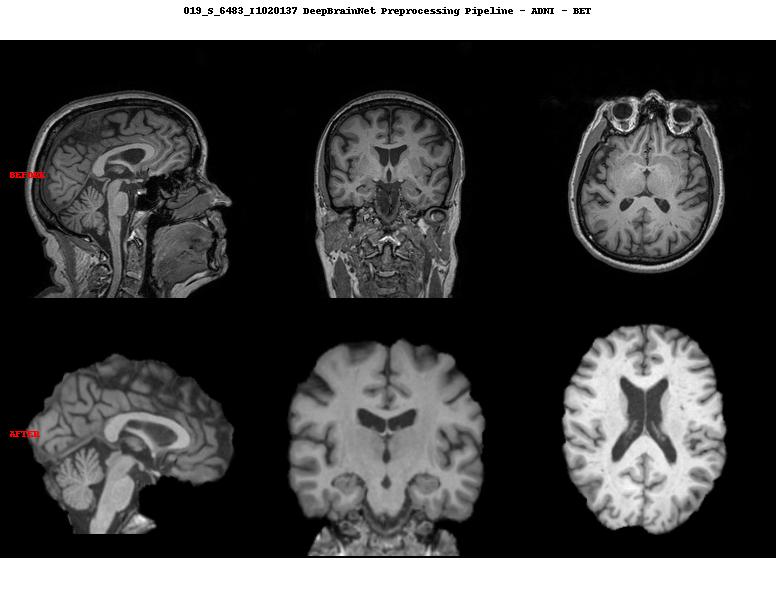 019_S_6483_I1020137 DeepBrainNet Preprocessing Pipeline - ADNI - BET
BEFORE
AFTER